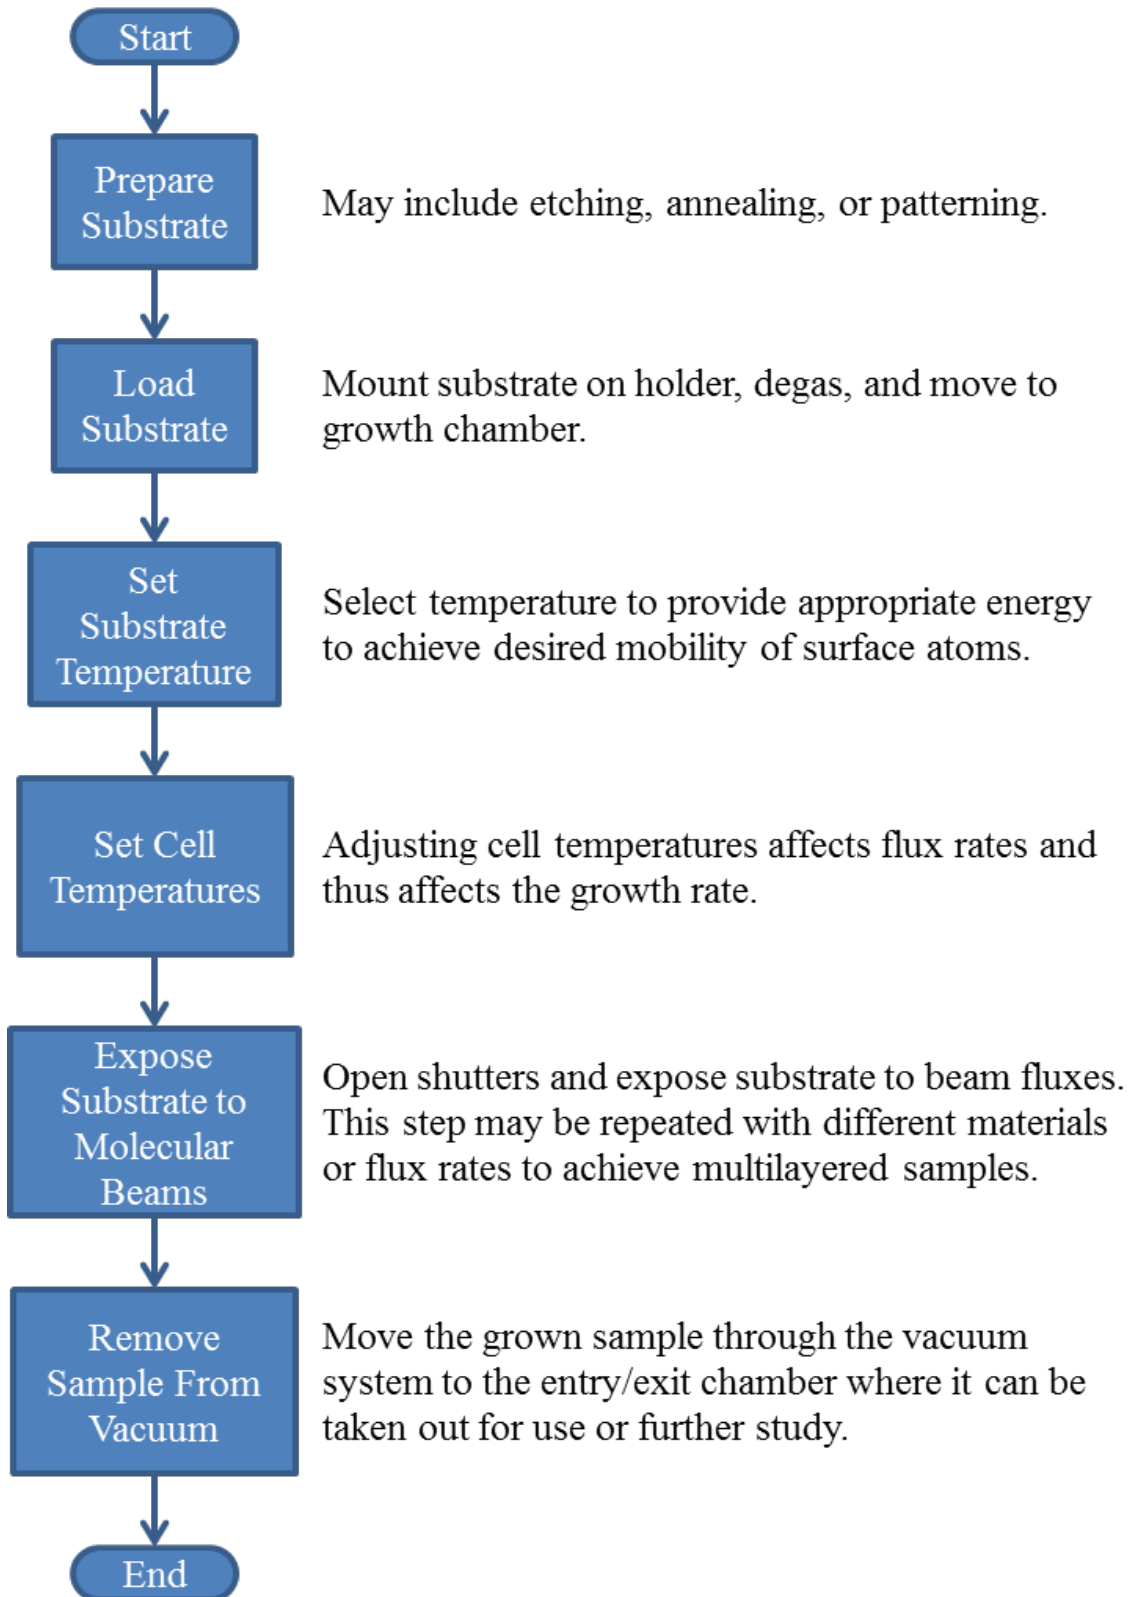 Start
Prepare
Substrate
May include etching, annealing, or patterning.
Load
Substrate
Mount substrate on holder, degas, and move to
growth chamber.
Set
Substrate
Temperature
Select temperature to provide appropriate energy
to achieve desired mobility of surface atoms.
Set Cell
Temperatures
Adjusting cell temperatures affects flux rates and
thus affects the growth rate.
Expose
Substrate to
Molecular
Beams
Open shutters and expose substrate to beam fluxes.
This step may be repeated with different materials
or flux rates to achieve multilayered samples.
Remove
Sample From
Vacuum
Move the grown sample through the vacuum
system to the entry/exit chamber where it can be
taken out for use or further study.
End